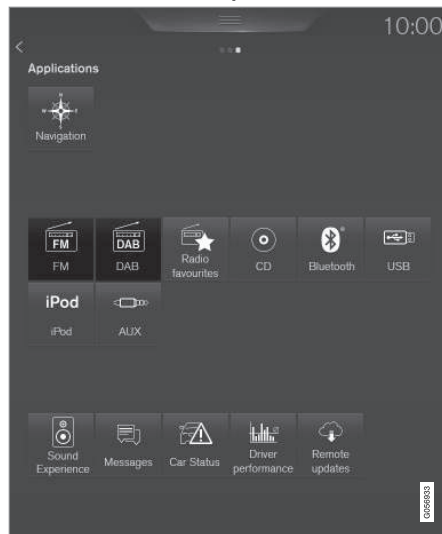 10:00
Applications
Navigation
FM
DAB
FM
DAB
Radio
favourites
CD
Bluetooth
USB
iPod
iPod
AUX
Sound
Experience
Messages
Car Status
Driver
performance
Remote
updates
G056933